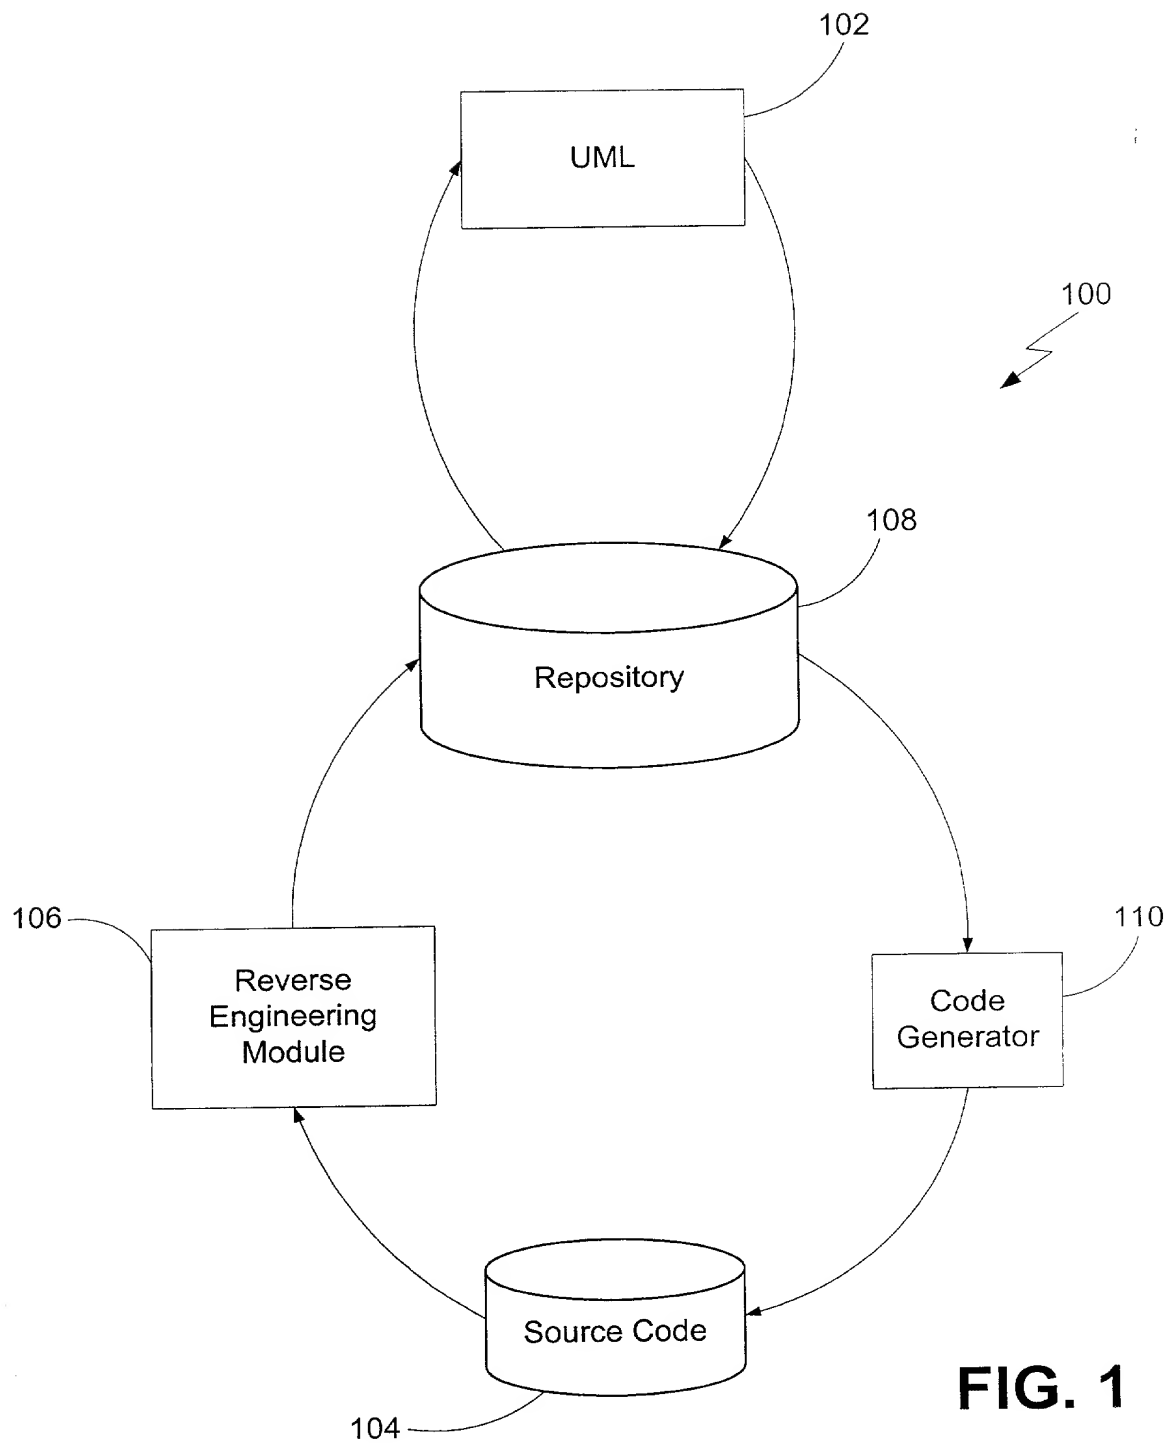 102
UML
100
108
Repository
106
110
Reverse
Engineering
Module
Code
Generator
Source Code
FIG. 1
104